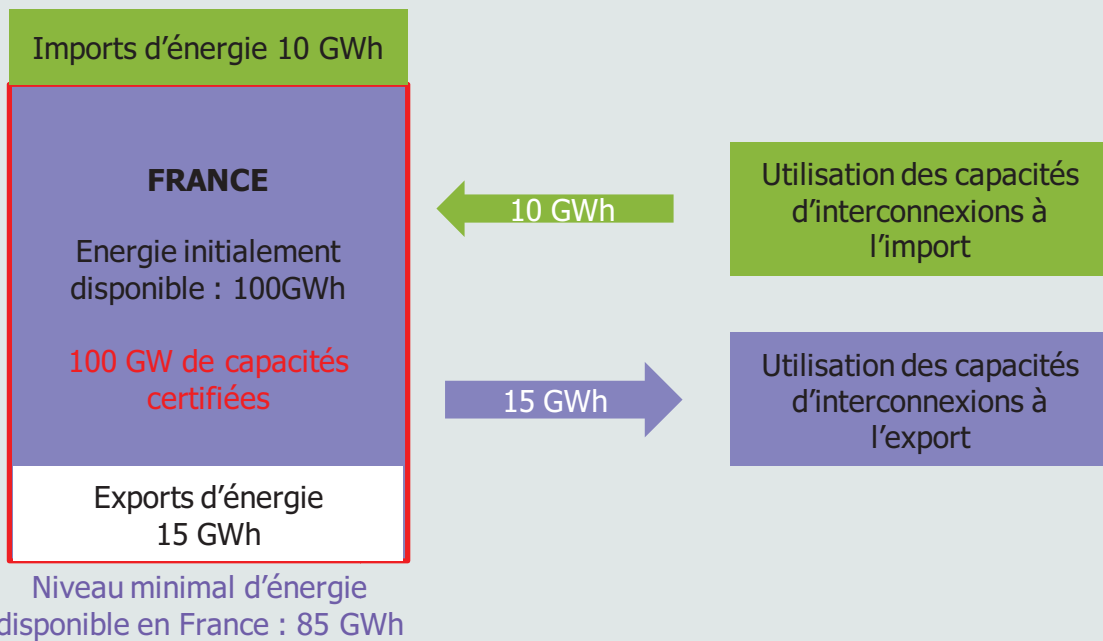 Imports d'énergie 10 GWh
FRANCE
Energie initialement
disponible : 100GWh
100 GW de capacités
certifiées
Exports d'énergie
15 GWh
Niveau minimal d'énergie
disponible en France : 85 GWh
10 GWh
15 GWh
Utilisation des capacités
d'interconnexions à
l'import
Utilisation des capacités
d'interconnexions à
l'export